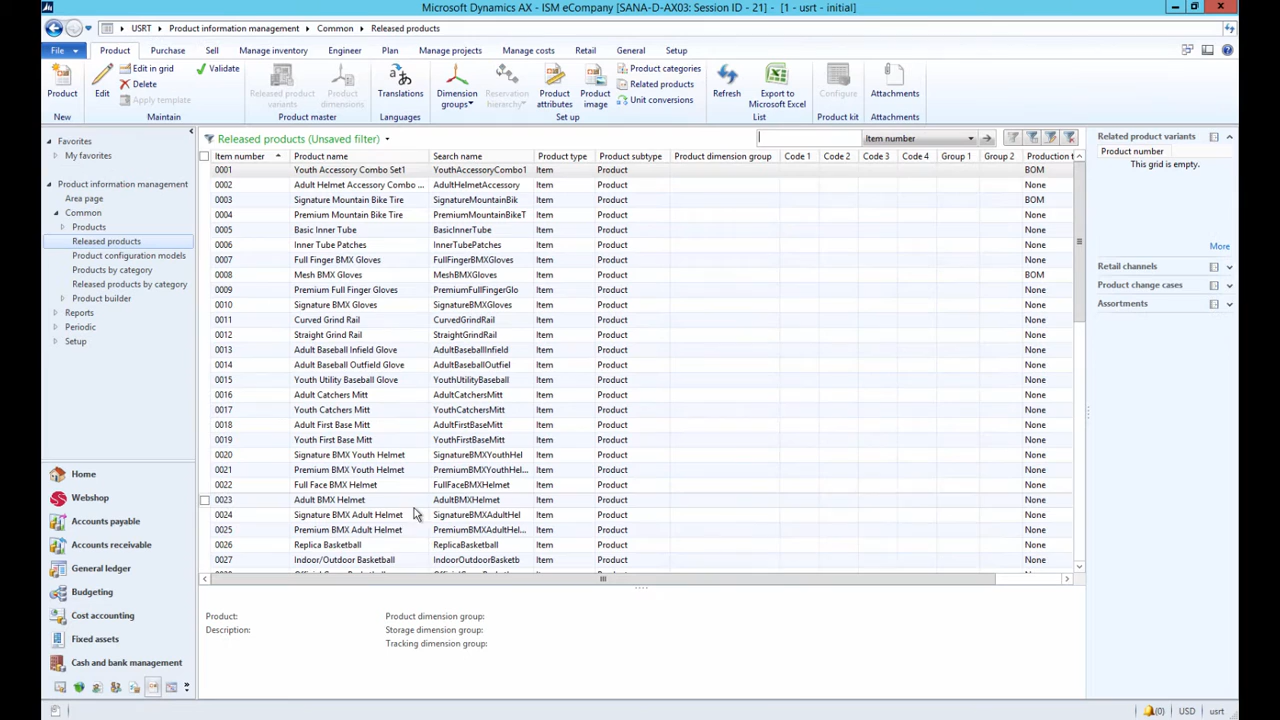 Microsoft Dynamics AX - ISM eCompany [SANA-D-AX03: Session ID - 21] - [1 - usrt - initial]
USRT Product information management Common Released products
File Product Purchase Sell Manage inventory Engineer Plan Manage projects Manage costs Retail General Setup
Product
New
Edit
Edit in grid
Delete
Apply template
Validate
Maintain
Released product variants
Product dimensions
Product master
Translations
Languages
Dimension groups
Reservation hierarchy
Product attributes
Product image
Product categories
Related products
Unit conversions
Set up
Refresh
Export to Microsoft Excel
List
Configure
Product kit
Attachments
Attachments
Favorites
My favorites
Product information management
Area page
Common
Products
Released products
Product configuration models
Products by category
Released products by category
Product builder
Reports
Periodic
Setup
Home
Webshop
Accounts payable
Accounts receivable
General ledger
Budgeting
Cost accounting
Fixed assets
Cash and bank management
Released products (Unsaved filter)
Item number
Item number Product name Search name Product type Product subtype Product dimension group Code 1 Code 2 Code 3 Code 4 Group 1 Group 2 Production t
0001 Youth Accessory Combo Set1 YouthAccessoryCombo1 Item Product BOM
0002 Adult Helmet Accessory Combo ... AdultHelmetAccessory Item Product None
0003 Signature Mountain Bike Tire SignatureMountainBik Item Product BOM
0004 Premium Mountain Bike Tire PremiumMountainBikeT Item Product None
0005 Basic Inner Tube BasicInnerTube Item Product None
0006 Inner Tube Patches InnerTubePatches Item Product None
0007 Full Finger BMX Gloves FullFingerBMXGloves Item Product None
0008 Mesh BMX Gloves MeshBMXGloves Item Product BOM
0009 Premium Full Finger Gloves PremiumFullFingerGlo Item Product None
0010 Signature BMX Gloves SignatureBMXGloves Item Product None
0011 Curved Grind Rail CurvedGrindRail Item Product None
0012 Straight Grind Rail StraightGrindRail Item Product None
0013 Adult Baseball Infield Glove AdultBaseballInfield Item Product None
0014 Adult Baseball Outfield Glove AdultBaseballOutfiel Item Product None
0015 Youth Utility Baseball Glove YouthUtilityBaseball Item Product None
0016 Adult Catchers Mitt AdultCatchersMitt Item Product None
0017 Youth Catchers Mitt YouthCatchersMitt Item Product None
0018 Adult First Base Mitt AdultFirstBaseMitt Item Product None
0019 Youth First Base Mitt YouthFirstBaseMitt Item Product None
0020 Signature BMX Youth Helmet SignatureBMXYouthHel Item Product None
0021 Premium BMX Youth Helmet PremiumBMXYouthHel... Item Product None
0022 Full Face BMX Helmet FullFaceBMXHelmet Item Product None
0023 Adult BMX Helmet AdultBMXHelmet Item Product None
0024 Signature BMX Adult Helmet SignatureBMXAdultHel Item Product None
0025 Premium BMX Adult Helmet PremiumBMXAdultHel... Item Product None
0026 Replica Basketball ReplicaBasketball Item Product None
0027 Indoor/Outdoor Basketball IndoorOutdoorBasketb Item Product None
Product: Product dimension group:
Description: Storage dimension group:
Tracking dimension group:
Related product variants
Product number
This grid is empty.
More
Retail channels
Product change cases
Assortments
(0) USD usrt